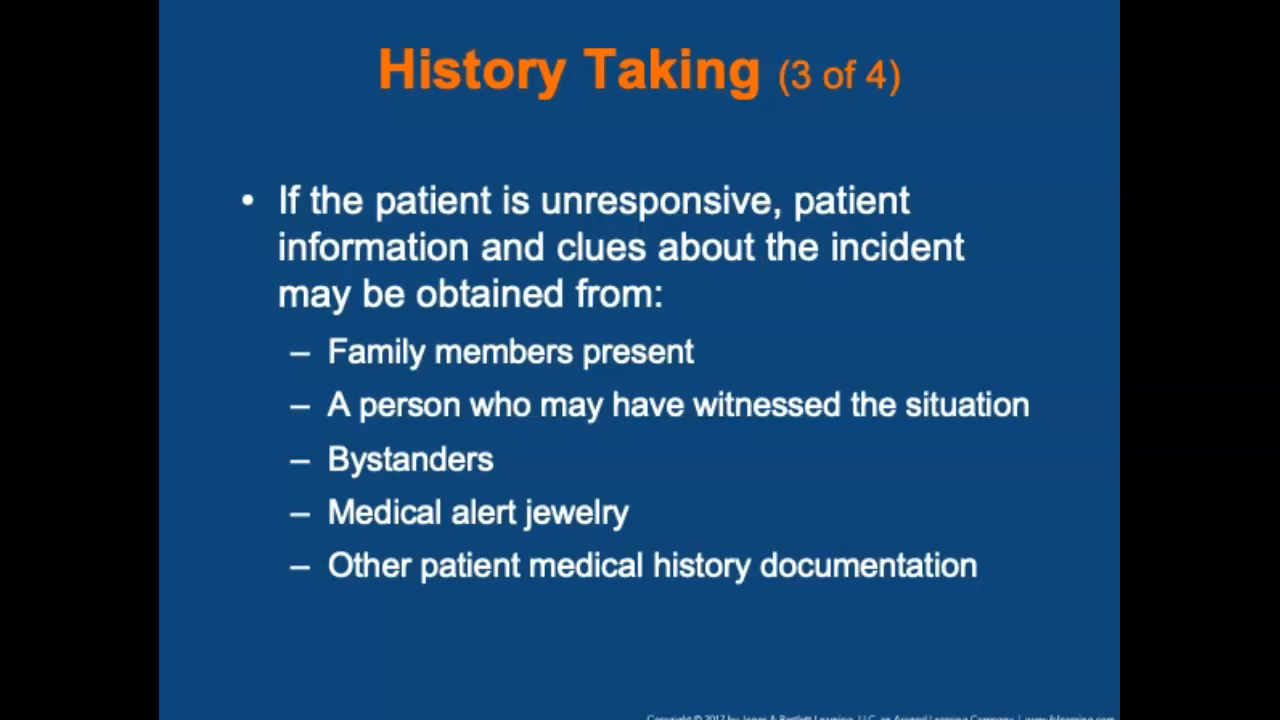 History Taking (3 of 4)
• If the patient is unresponsive, patient
information and clues about the incident
may be obtained from:
– Family members present
– A person who may have witnessed the situation
– Bystanders
– Medical alert jewelry
– Other patient medical history documentation